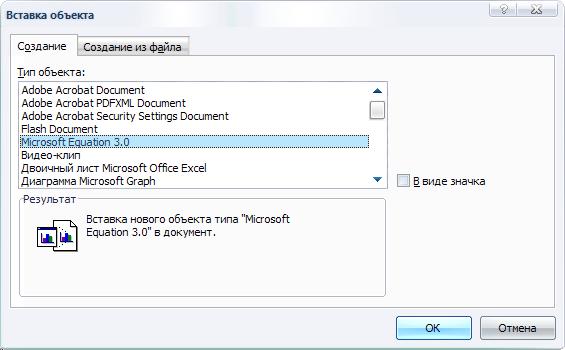 Вставка объекта
Создание
Создание из файла
Тип объекта:
Adobe Acrobat Document
Adobe Acrobat PDFXML Document
Adobe Acrobat Security Settings Document
Flash Document
Microsoft Equation 3.0
Видео-клип
Двоичный лист Microsoft Office Excel
Диаграмма Microsoft Graph
В виде значка
Результат
Вставка нового объекта типа "Microsoft
Equation 3.0" в документ.
ОК
Отмена